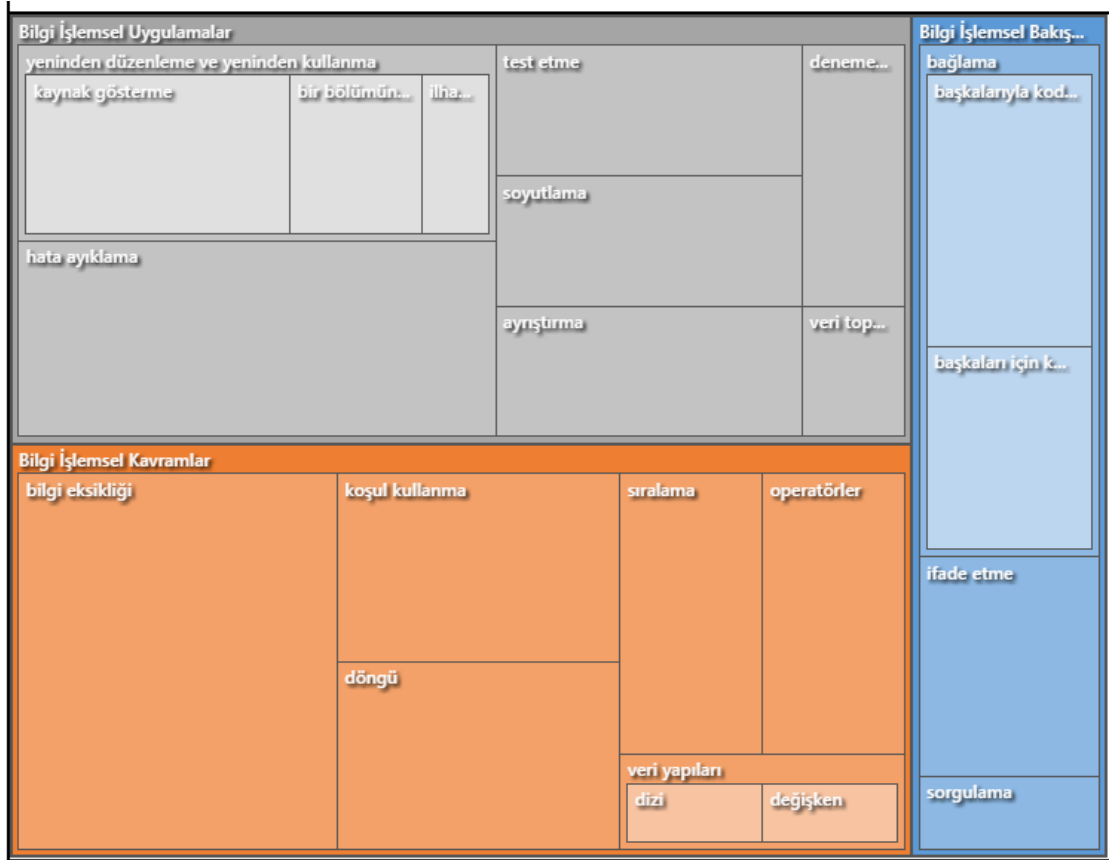 Bilgi İşlemsel Uygulamalar
yeninden düzenleme ve yeninden kullanma
kaynak gösterme
bir bölümün...
ilha...
hata ayıklama
test etme
soyutlama
ayrıştırma
deneme...
veri top...
Bilgi İşlemsel Kavramlar
bilgi eksikliği
koşul kullanma
döngü
sıralama
operatörler
veri yapıları
dizi
değişken
Bilgi İşlemsel Bakış...
bağlama
başkalarıyla kod...
başkaları için k...
ifade etme
sorgulama